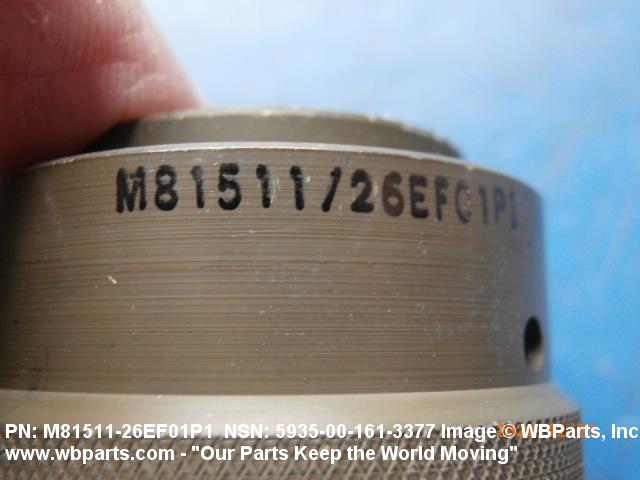 M81511/26EF01P1
PN: M81511-26EF01P1 NSN: 5935-00-161-3377 Image © WBParts, Inc
www.wbparts.com - "Our Parts Keep the World Moving"